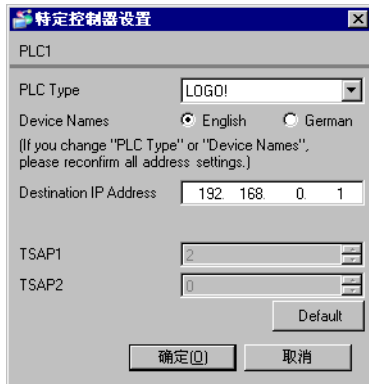 特定控制器设置
PLC1
PLC Type LOGO!
Device Names English German
(If you change "PLC Type" or "Device Names",
please reconfirm all address settings.)
Destination IP Address 192. 168. 0. 1
TSAP1 2
TSAP2 0
Default
确定(O) 取消